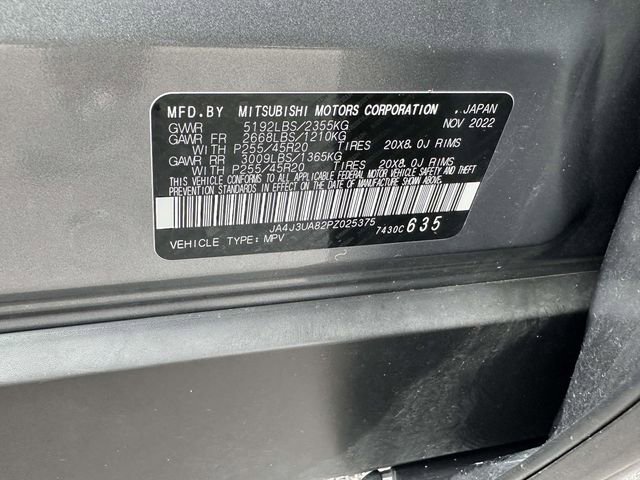 MFD.BY MITSUBISHI MOTORS CORPORATION JAPAN
GWWR 5192LBS/2355KG NOV 2022
GAWR FR 2668LBS/1210KG
WITH P255/45R20 TIRES 20X8.0J RIMS
GAWR RR 3009LBS/1365KG
WITH P255/45R20 TIRES 20X8.0J RIMS
THIS VEHICLE CONFORMS TO ALL APPLICABLE FEDERAL MOTOR VEHICLE SAFETY AND THEFT
PREVENTION STANDARDS IN EFFECT ON THE DATE OF MANUFACTURE SHOWN ABOVE.
JA4J3UA82PZ025375 7430C 635
VEHICLE TYPE: MPV